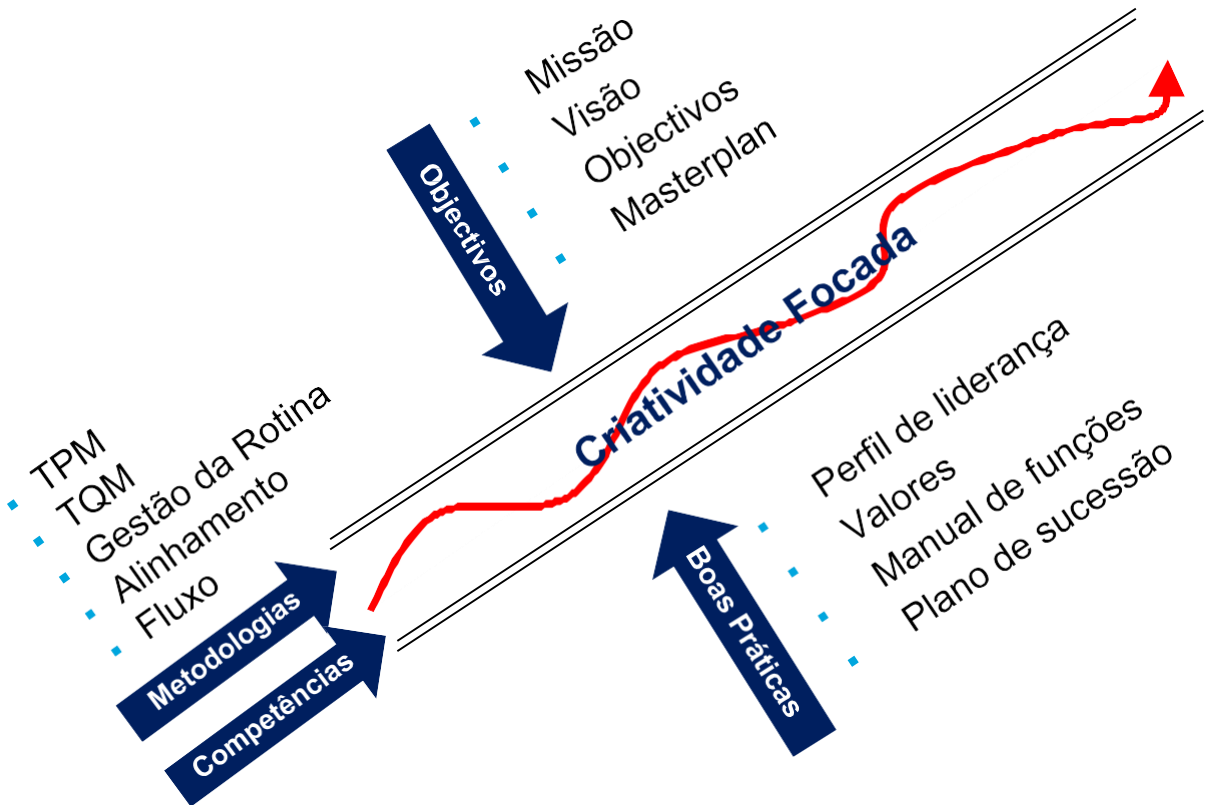 Missão
Visão
Objectivos
Masterplan
Objectivos
Criatividade Focada
TPM
TQM
Gestão da Rotina
Alinhamento
Fluxo
Metodologias
Competências
Perfil de liderança
Valores
Manual de funções
Plano de sucessão
Boas Práticas